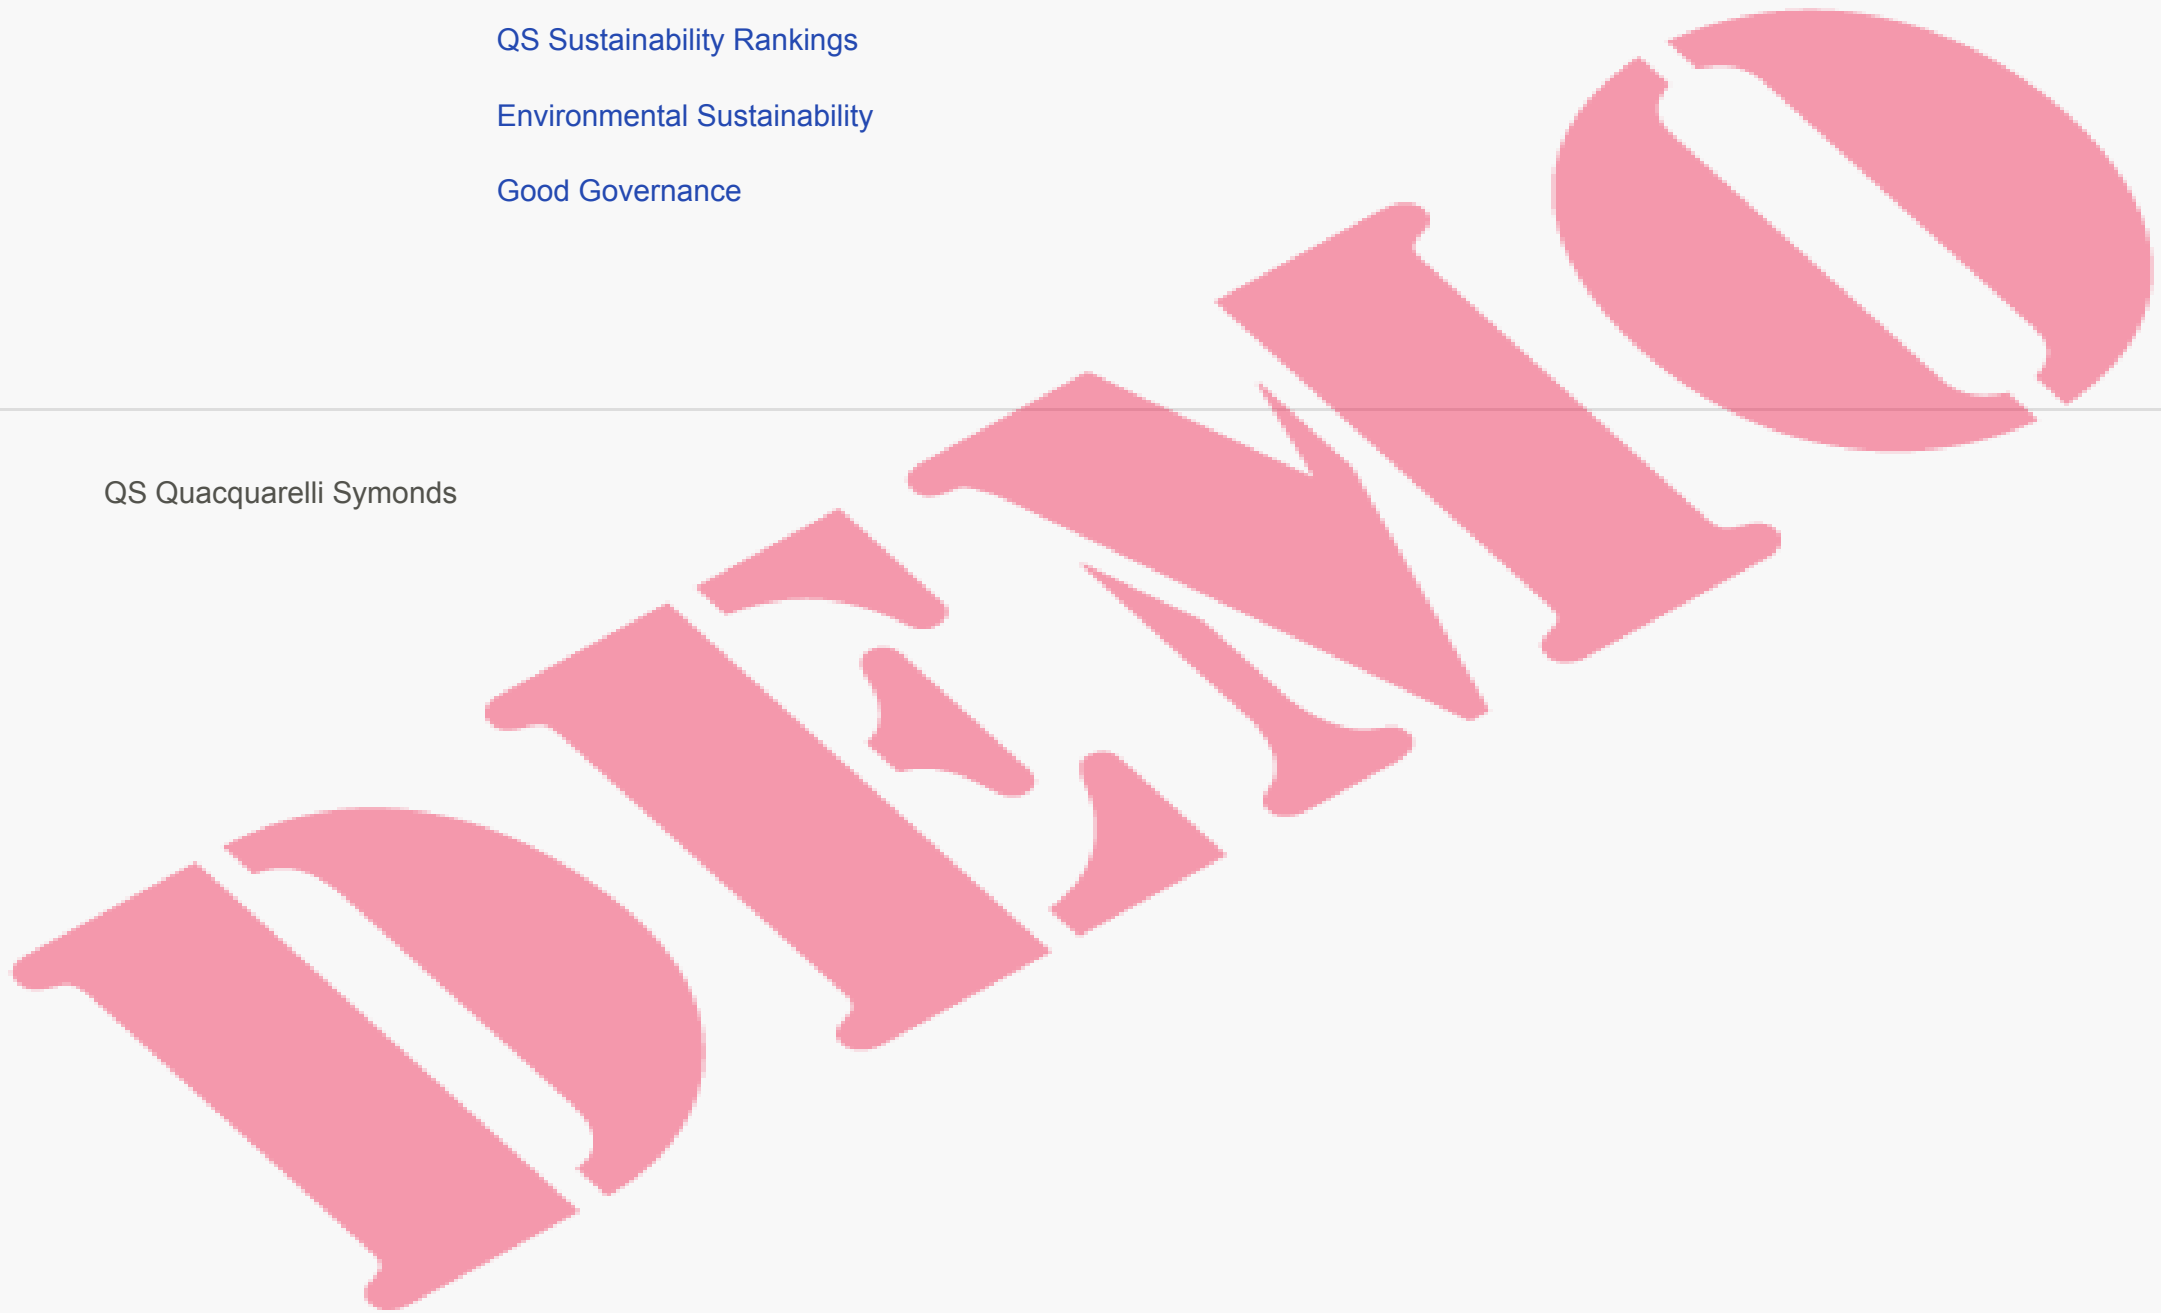 QS Sustainability Rankings
Environmental Sustainability
Good Governance
QS Quacquarelli Symonds
DEMO